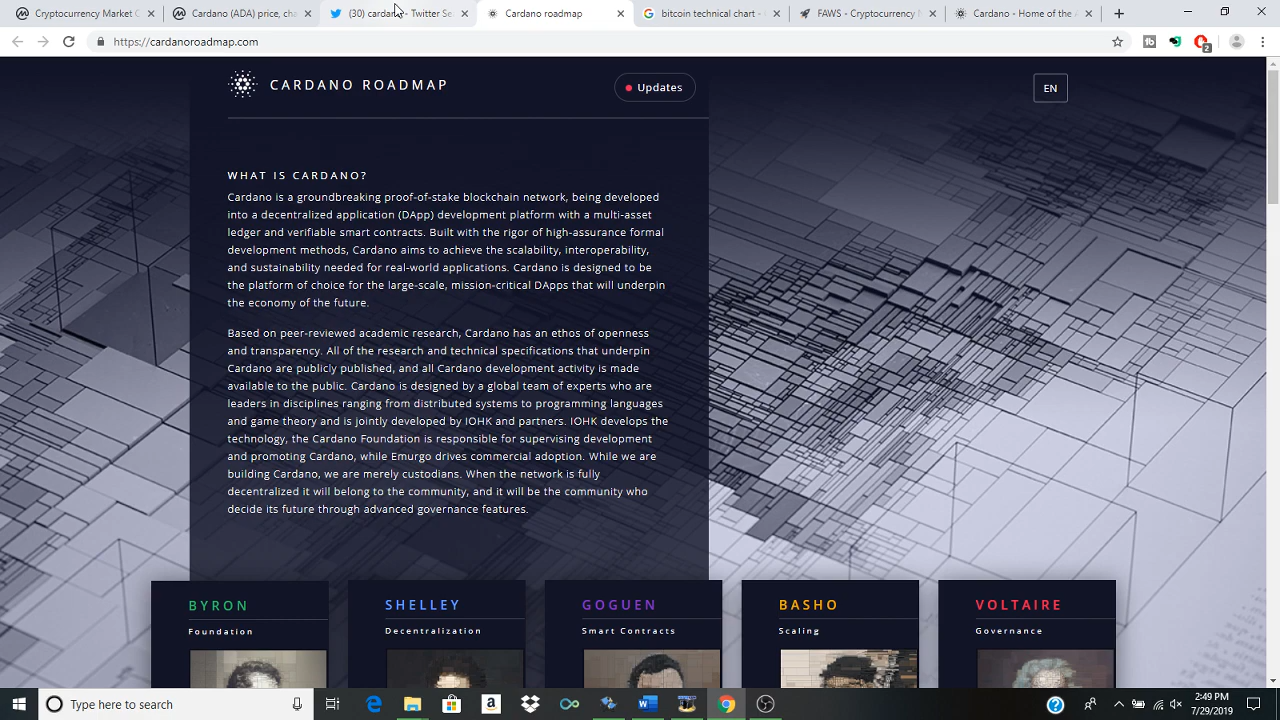 Cryptocurrency Market C
Cardano (ADA) price, cha
(30) cardano - Twitter Se
Cardano roadmap
bitcoin technical chart - G
FAWS - Cryptocurrency N
Cardano - Home of the A
https://cardanoroadmap.com
2
CARDANO ROADMAP
Updates
EN
WHAT IS CARDANO?
Cardano is a groundbreaking proof-of-stake blockchain network, being developed
into a decentralized application (DApp) development platform with a multi-asset
ledger and verifiable smart contracts. Built with the rigor of high-assurance formal
development methods, Cardano aims to achieve the scalability, interoperability,
and sustainability needed for real-world applications. Cardano is designed to be
the platform of choice for the large-scale, mission-critical DApps that will underpin
the economy of the future.
Based on peer-reviewed academic research, Cardano has an ethos of openness
and transparency. All of the research and technical specifications that underpin
Cardano are publicly published, and all Cardano development activity is made
available to the public. Cardano is designed by a global team of experts who are
leaders in disciplines ranging from distributed systems to programming languages
and game theory and is jointly developed by IOHK and partners. IOHK develops the
technology, the Cardano Foundation is responsible for supervising development
and promoting Cardano, while Emurgo drives commercial adoption. While we are
building Cardano, we are merely custodians. When the network is fully
decentralized it will belong to the community, and it will be the community who
decide its future through advanced governance features.
BYRON
Foundation
SHELLEY
Decentralization
GOGUEN
Smart Contracts
BASHO
Scaling
VOLTAIRE
Governance
Type here to search
2:49 PM
7/29/2019